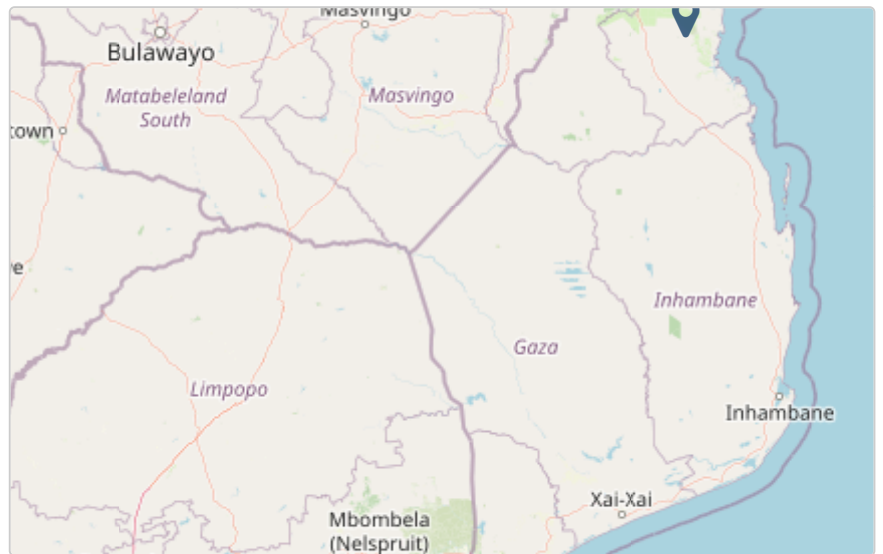 Masvingo
Bulawayo
Matabeleland
South
Masvingo
town
Inhambane
Gaza
Limpopo
Inhambane
Xai-Xai
Mbombela
(Nelspruit)